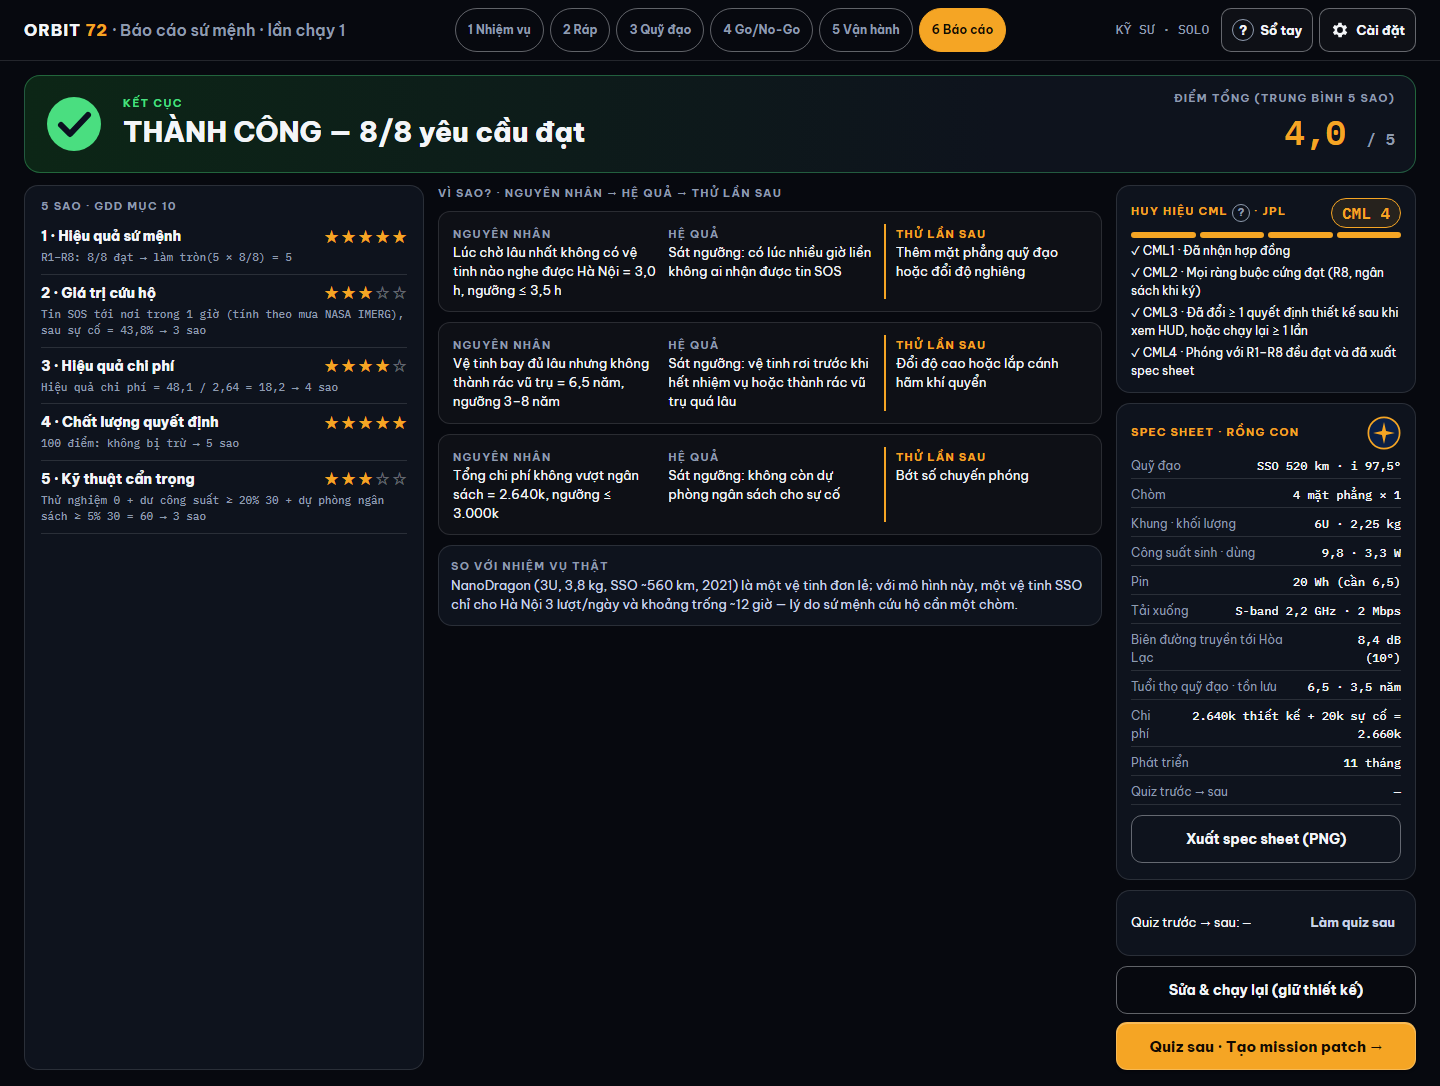 ORBIT 72 · Báo cáo sứ mệnh · lần chạy 1
1 Nhiệm vụ
2 Ráp
3 Quỹ đạo
4 Go/No-Go
5 Vận hành
6 Báo cáo
KỸ SƯ · SOLO
? Sổ tay
Cài đặt
KẾT CỤC
THÀNH CÔNG — 8/8 yêu cầu đạt
ĐIỂM TỔNG (TRUNG BÌNH 5 SAO)
4,0 / 5
5 SAO · GDD MỤC 10
1 · Hiệu quả sứ mệnh ★★★★★
R1–R8: 8/8 đạt → làm tròn(5 × 8/8) = 5
2 · Giá trị cứu hộ ★★★☆☆
Tin SOS tới nơi trong 1 giờ (tính theo mưa NASA IMERG),
sau sự cố = 43,8% → 3 sao
3 · Hiệu quả chi phí ★★★★☆
Hiệu quả chi phí = 48,1 / 2,64 = 18,2 → 4 sao
4 · Chất lượng quyết định ★★★★★
100 điểm: không bị trừ → 5 sao
5 · Kỹ thuật cẩn trọng ★★★☆☆
Thử nghiệm 0 + dư công suất ≥ 20% 30 + dự phòng ngân
sách ≥ 5% 30 = 60 → 3 sao
VÌ SAO? · NGUYÊN NHÂN → HỆ QUẢ → THỬ LẦN SAU
NGUYÊN NHÂN
Lúc chờ lâu nhất không có vệ
tinh nào nghe được Hà Nội = 3,0
h, ngưỡng ≤ 3,5 h
HỆ QUẢ
Sát ngưỡng: có lúc nhiều giờ liền
không ai nhận được tin SOS
THỬ LẦN SAU
Thêm mặt phẳng quỹ đạo
hoặc đổi độ nghiêng
NGUYÊN NHÂN
Vệ tinh bay đủ lâu nhưng không
thành rác vũ trụ = 6,5 năm,
ngưỡng 3–8 năm
HỆ QUẢ
Sát ngưỡng: vệ tinh rơi trước khi
hết nhiệm vụ hoặc thành rác vũ
trụ quá lâu
THỬ LẦN SAU
Đổi độ cao hoặc lắp cánh
hãm khí quyển
NGUYÊN NHÂN
Tổng chi phí không vượt ngân
sách = 2.640k, ngưỡng ≤
3.000k
HỆ QUẢ
Sát ngưỡng: không còn dự
phòng ngân sách cho sự cố
THỬ LẦN SAU
Bớt số chuyến phóng
SO VỚI NHIỆM VỤ THẬT
NanoDragon (3U, 3,8 kg, SSO ~560 km, 2021) là một vệ tinh đơn lẻ; với mô hình này, một vệ tinh SSO
chỉ cho Hà Nội 3 lượt/ngày và khoảng trống ~12 giờ — lý do sứ mệnh cứu hộ cần một chòm.
HUY HIỆU CML ? · JPL
CML 4
✓ CML1 · Đã nhận hợp đồng
✓ CML2 · Mọi ràng buộc cứng đạt (R8, ngân
sách khi ký)
✓ CML3 · Đã đổi ≥ 1 quyết định thiết kế sau khi
xem HUD, hoặc chạy lại ≥ 1 lần
✓ CML4 · Phóng với R1–R8 đều đạt và đã xuất
spec sheet
SPEC SHEET · RỒNG CON
Quỹ đạo SSO 520 km · i 97,5°
Chòm 4 mặt phẳng × 1
Khung · khối lượng 6U · 2,25 kg
Công suất sinh · dùng 9,8 · 3,3 W
Pin 20 Wh (cần 6,5)
Tải xuống S-band 2,2 GHz · 2 Mbps
Biên đường truyền tới Hòa 8,4 dB
Lạc (10°)
Tuổi thọ quỹ đạo · tồn lưu 6,5 · 3,5 năm
Chi 2.640k thiết kế + 20k sự cố =
phí 2.660k
Phát triển 11 tháng
Quiz trước → sau —
Xuất spec sheet (PNG)
Quiz trước → sau: — Làm quiz sau
Sửa & chạy lại (giữ thiết kế)
Quiz sau · Tạo mission patch →